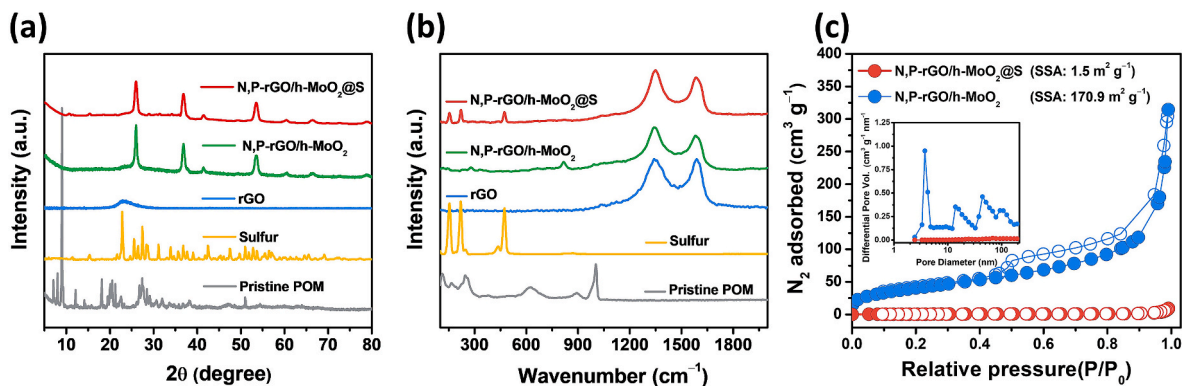 (a)
Intensity (a.u.)
N,P-rGO/h-MoO₂@S
N,P-rGO/h-MoO₂
rGO
Sulfur
Pristine POM
10 20 30 40 50 60 70 80
2θ (degree)
(b)
Intensity (a.u.)
N,P-rGO/h-MoO₂@S
N,P-rGO/h-MoO₂
rGO
Sulfur
Pristine POM
300 600 900 1200 1500 1800
Wavenumber (cm⁻¹)
(c)
N₂ adsorbed (cm³ g⁻¹)
400
350
300
250
200
150
100
50
0
N,P-rGO/h-MoO₂@S (SSA: 1.5 m² g⁻¹)
N,P-rGO/h-MoO₂ (SSA: 170.9 m² g⁻¹)
Differential Pore Vol. (cm³ g⁻¹ nm⁻¹)
1.25
1.00
0.75
0.50
0.25
0.00
10 100
Pore Diameter (nm)
0.0 0.2 0.4 0.6 0.8 1.0
Relative pressure(P/P₀)